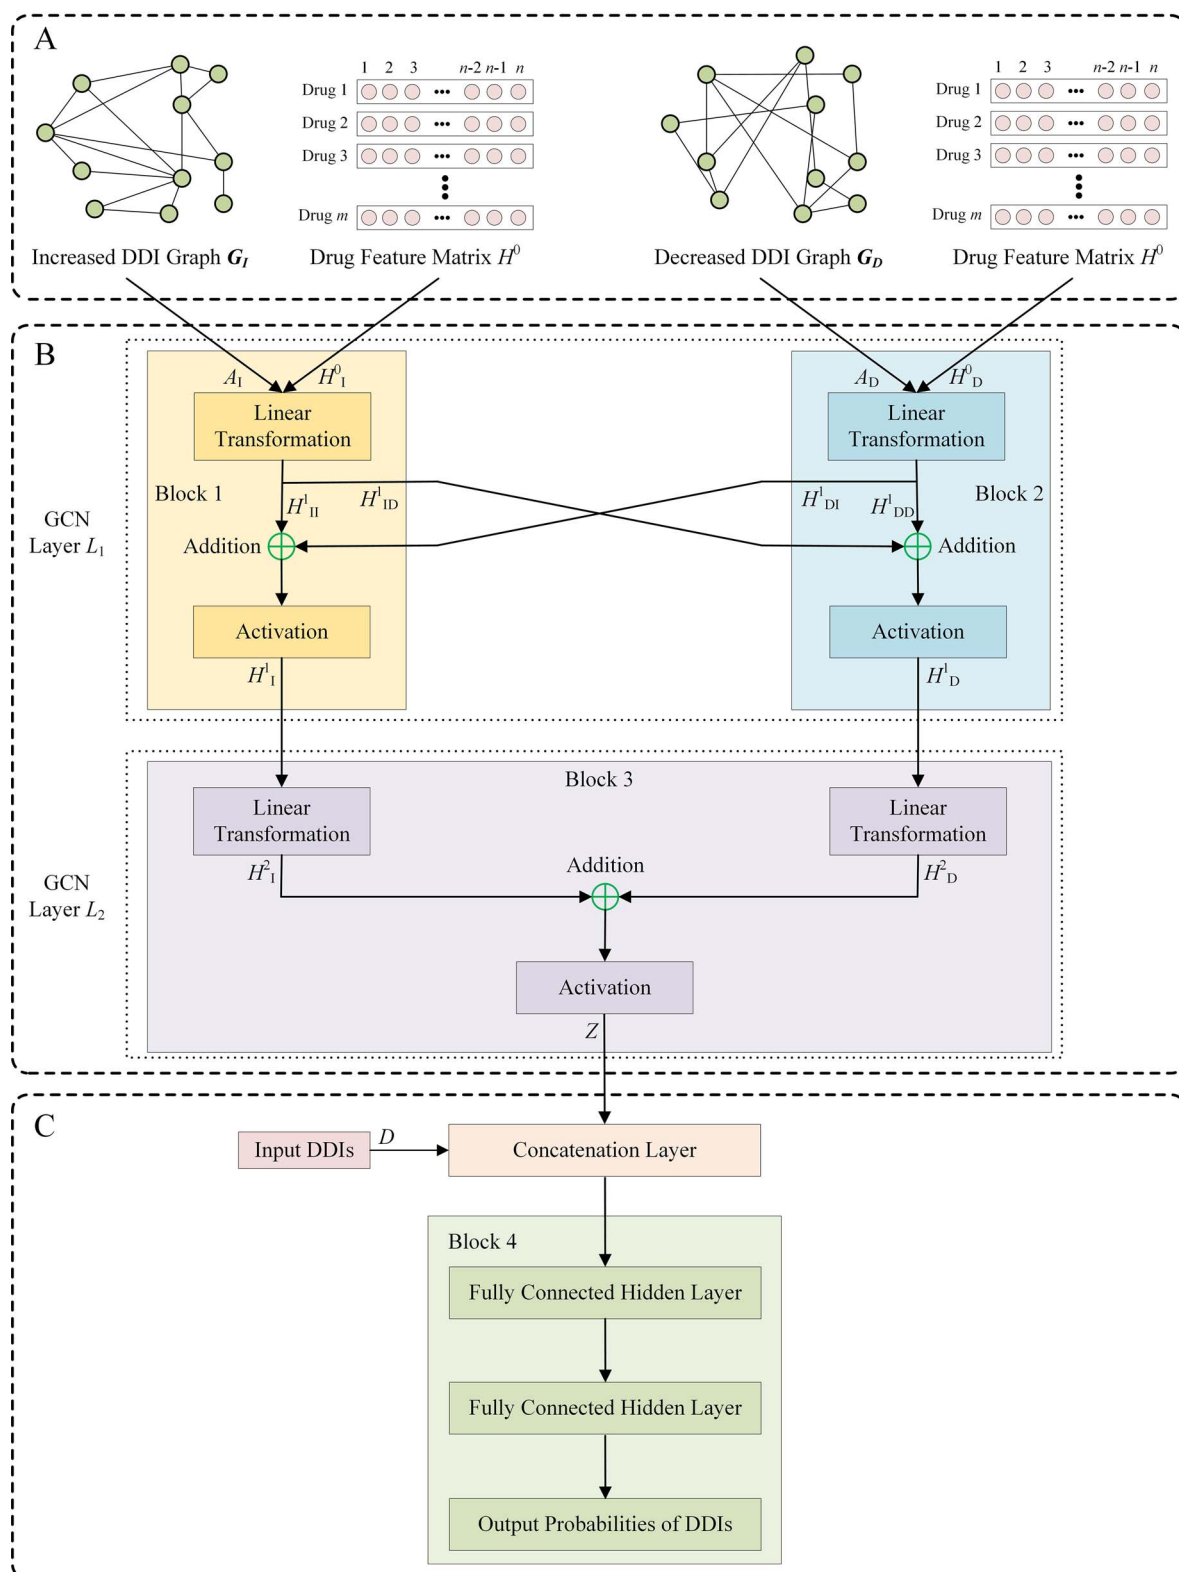 A
1 2 3 n-2 n-1 n
Drug 1 •••
Drug 2 •••
Drug 3 •••
Drug m •••
Increased DDI Graph G_I
Drug Feature Matrix H^0
1 2 3 n-2 n-1 n
Drug 1 •••
Drug 2 •••
Drug 3 •••
Drug m •••
Decreased DDI Graph G_D
Drug Feature Matrix H^0
B
GCN
Layer L_1
A_I H^0_I
Linear
Transformation
Block 1
H^1_II H^1_ID
Addition
Activation
H^1_I
A_D H^0_D
Linear
Transformation
Block 2
H^1_DI H^1_DD
Addition
Activation
H^1_D
GCN
Layer L_2
Block 3
Linear
Transformation
H^2_I
Linear
Transformation
H^2_D
Addition
Activation
Z
C
Input DDIs D
Concatenation Layer
Block 4
Fully Connected Hidden Layer
Fully Connected Hidden Layer
Output Probabilities of DDIs